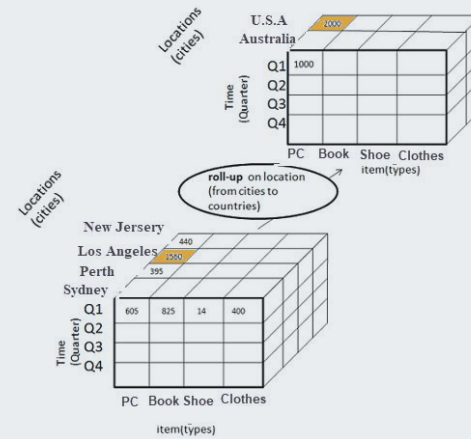 Locations
(cities)
U.S.A
Australia
2000
Time
(Quarter)
Q1
Q2
Q3
Q4
1000
PC Book Shoe Clothes
item(types)
roll-up on location
(from cities to
countries)
Locations
(cities)
New Jersery
Los Angeles
Perth
Sydney
440
1560
395
Time
(Quarter)
Q1
Q2
Q3
Q4
605 825 14 400
PC Book Shoe Clothes
item(types)